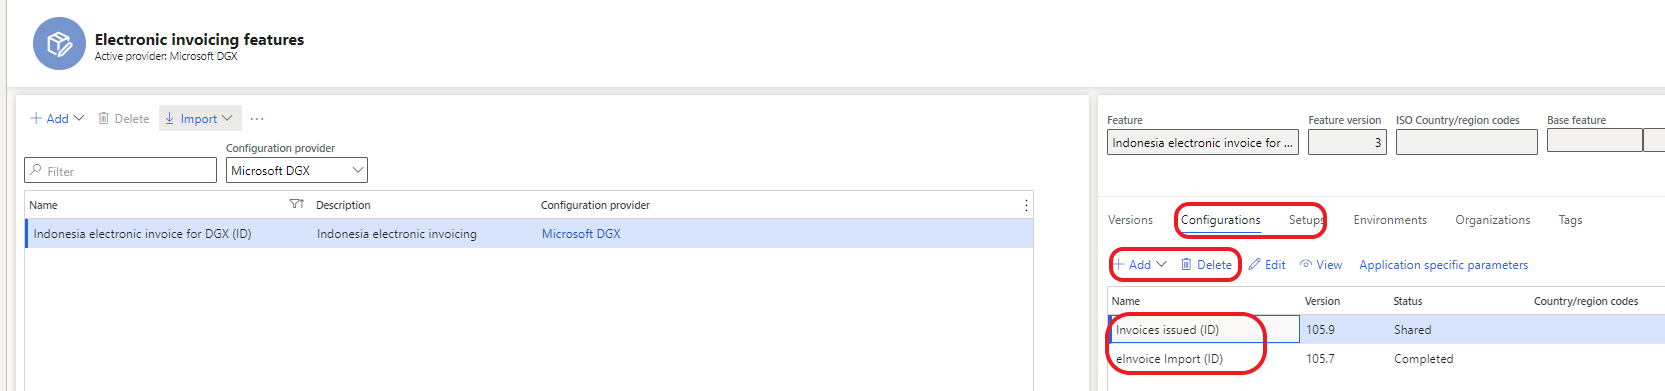 Electronic invoicing features
Active provider: Microsoft DGX
Add Delete Import ...
Configuration provider
Filter Microsoft DGX
Name Description Configuration provider
Indonesia electronic invoice for DGX (ID) Indonesia electronic invoicing Microsoft DGX
Feature Feature version ISO Country/region codes Base feature
Indonesia electronic invoice for ... 3
Versions Configurations Setups Environments Organizations Tags
Add Delete Edit View Application specific parameters
Name Version Status Country/region codes
Invoices issued (ID) 105.9 Shared
eInvoice Import (ID) 105.7 Completed